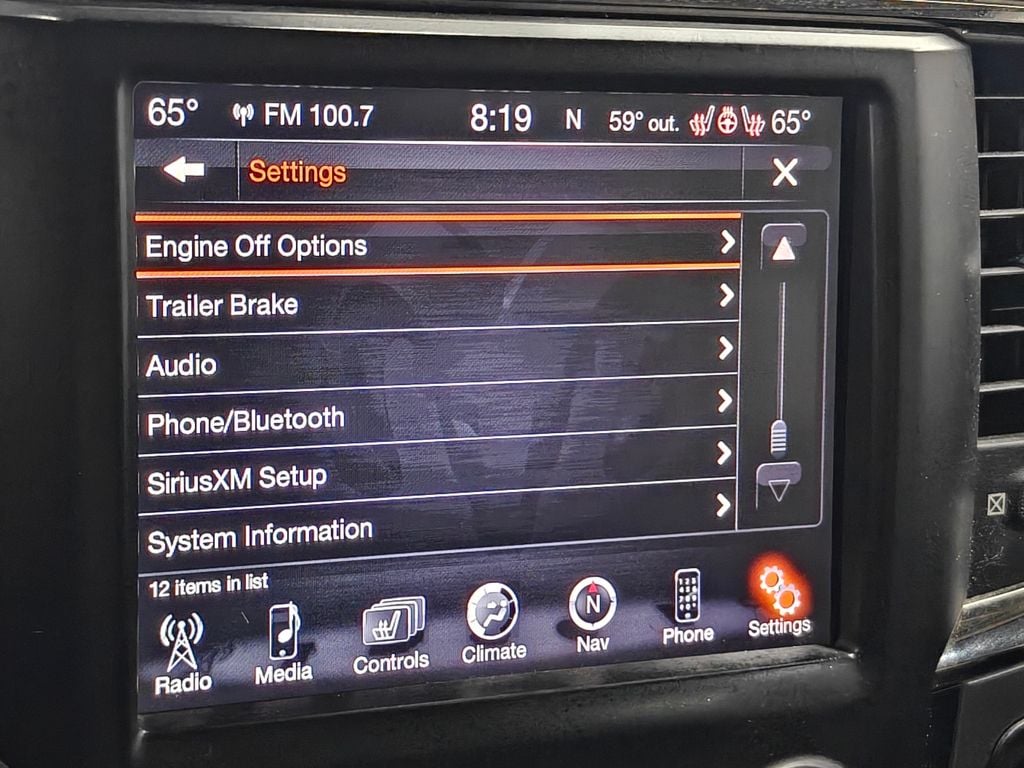 65° FM 100.7 8:19 N 59° out. 65°
Settings X
Engine Off Options
Trailer Brake
Audio
Phone/Bluetooth
SiriusXM Setup
System Information
12 items in list
N
Radio Media Controls Climate Nav Phone Settings